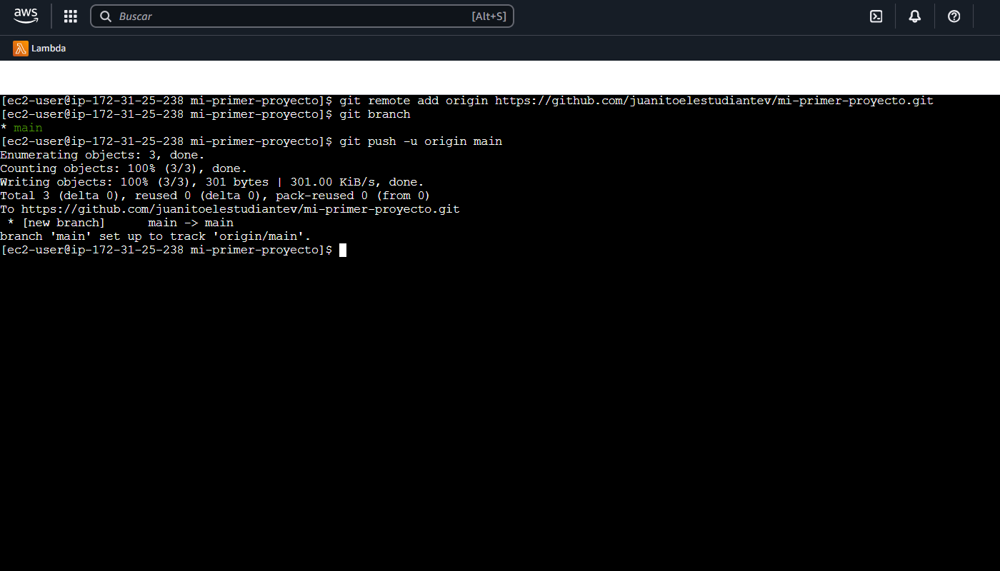 aws
Buscar [Alt+S]
Lambda
[ec2-user@ip-172-31-25-238 mi-primer-proyecto]$ git remote add origin https://github.com/juanitoelestudiantev/mi-primer-proyecto.git
[ec2-user@ip-172-31-25-238 mi-primer-proyecto]$ git branch
* main
[ec2-user@ip-172-31-25-238 mi-primer-proyecto]$ git push -u origin main
Enumerating objects: 3, done.
Counting objects: 100% (3/3), done.
Writing objects: 100% (3/3), 301 bytes | 301.00 KiB/s, done.
Total 3 (delta 0), reused 0 (delta 0), pack-reused 0 (from 0)
To https://github.com/juanitoelestudiantev/mi-primer-proyecto.git
 * [new branch]      main -> main
branch 'main' set up to track 'origin/main'.
[ec2-user@ip-172-31-25-238 mi-primer-proyecto]$